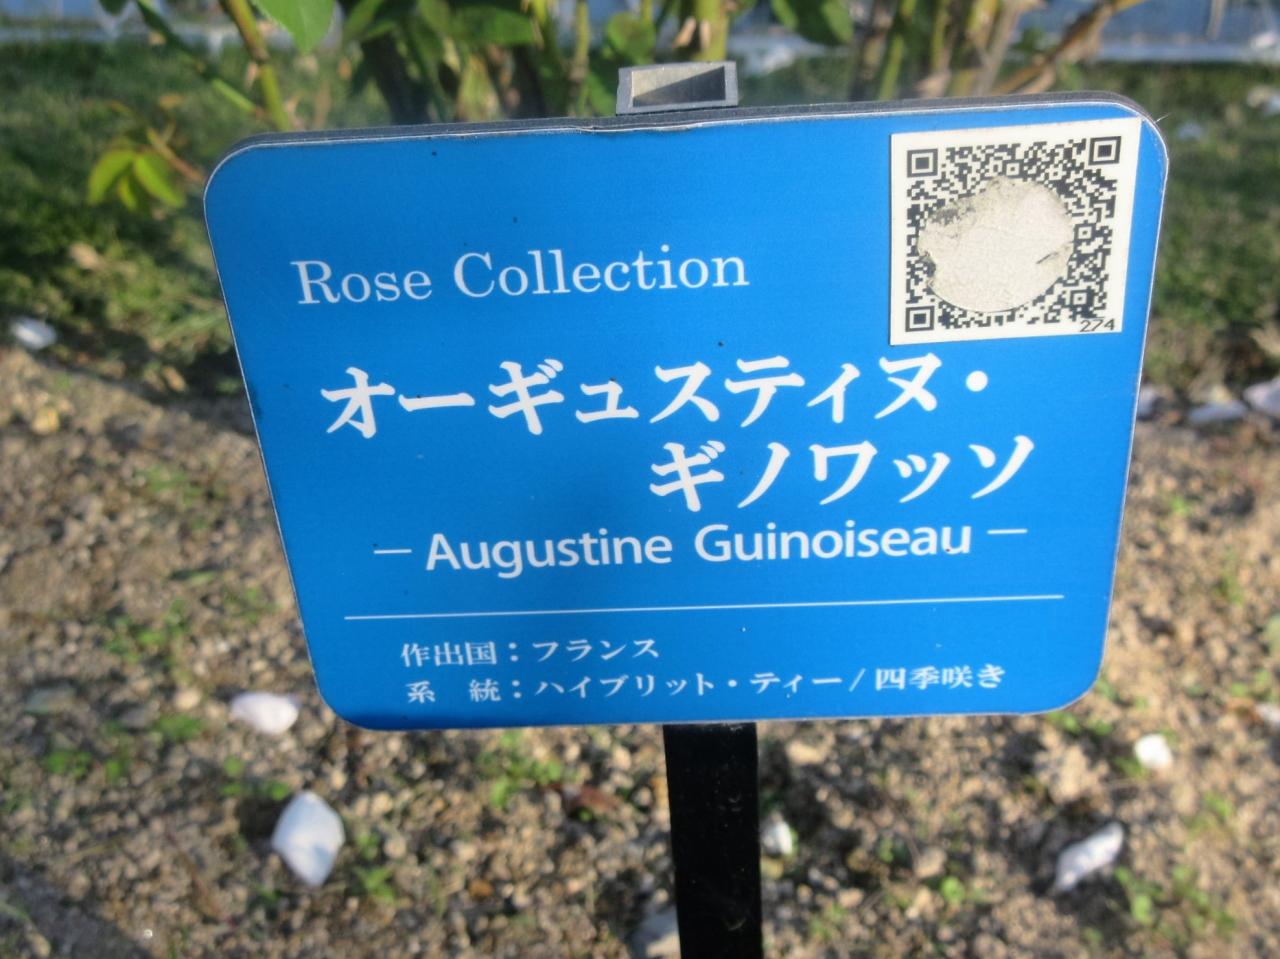 274
Rose Collection
オーギュスティヌ・
ギノワッソ
— Augustine Guinoiseau —
作出国：フランス
系　統：ハイブリット・ティー/四季咲き